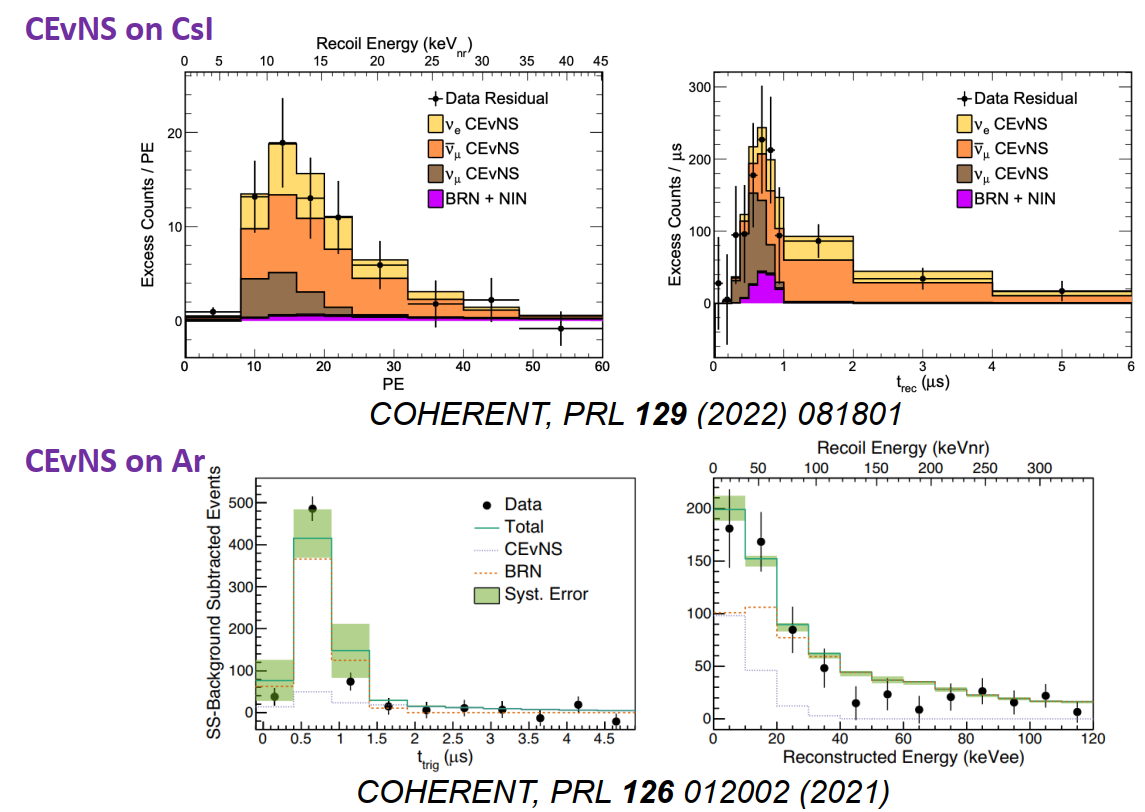 CEvNS on CsI
Recoil Energy (keVnr)
0 5 10 15 20 25 30 35 40 45
Excess Counts / PE
20
10
0
Data Residual
νe CEvNS
ν̅μ CEvNS
νμ CEvNS
BRN + NIN
0 10 20 30 40 50 60
PE
Excess Counts / μs
300
200
100
0
Data Residual
νe CEvNS
ν̅μ CEvNS
νμ CEvNS
BRN + NIN
0 1 2 3 4 5 6
trec (μs)
COHERENT, PRL 129 (2022) 081801
CEvNS on Ar
SS-Background Subtracted Events
500
400
300
200
100
0
Data
Total
CEvNS
BRN
Syst. Error
0 0.5 1 1.5 2 2.5 3 3.5 4 4.5
ttrig (μs)
Recoil Energy (keVnr)
0 50 100 150 200 250 300
200
150
100
50
0
0 20 40 60 80 100 120
Reconstructed Energy (keVee)
COHERENT, PRL 126 012002 (2021)